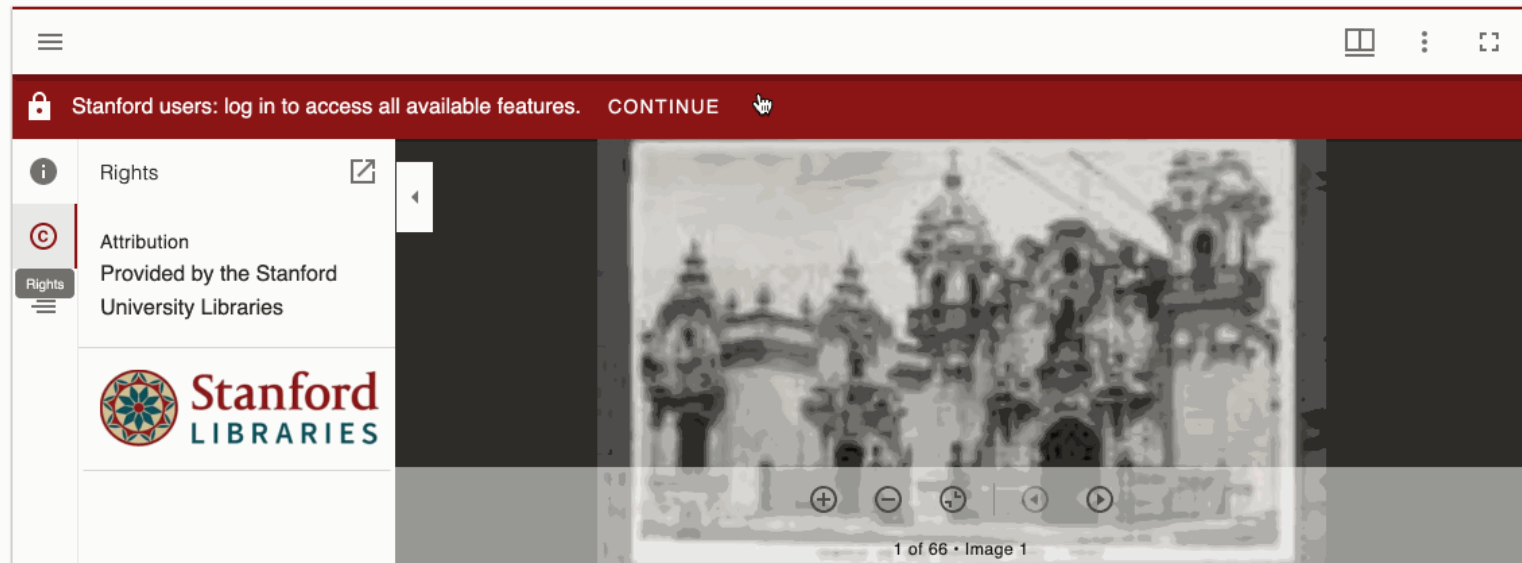 Stanford users: log in to access all available features. CONTINUE
Rights
Attribution
Provided by the Stanford
University Libraries
Rights
Stanford
LIBRARIES
1 of 66 • Image 1